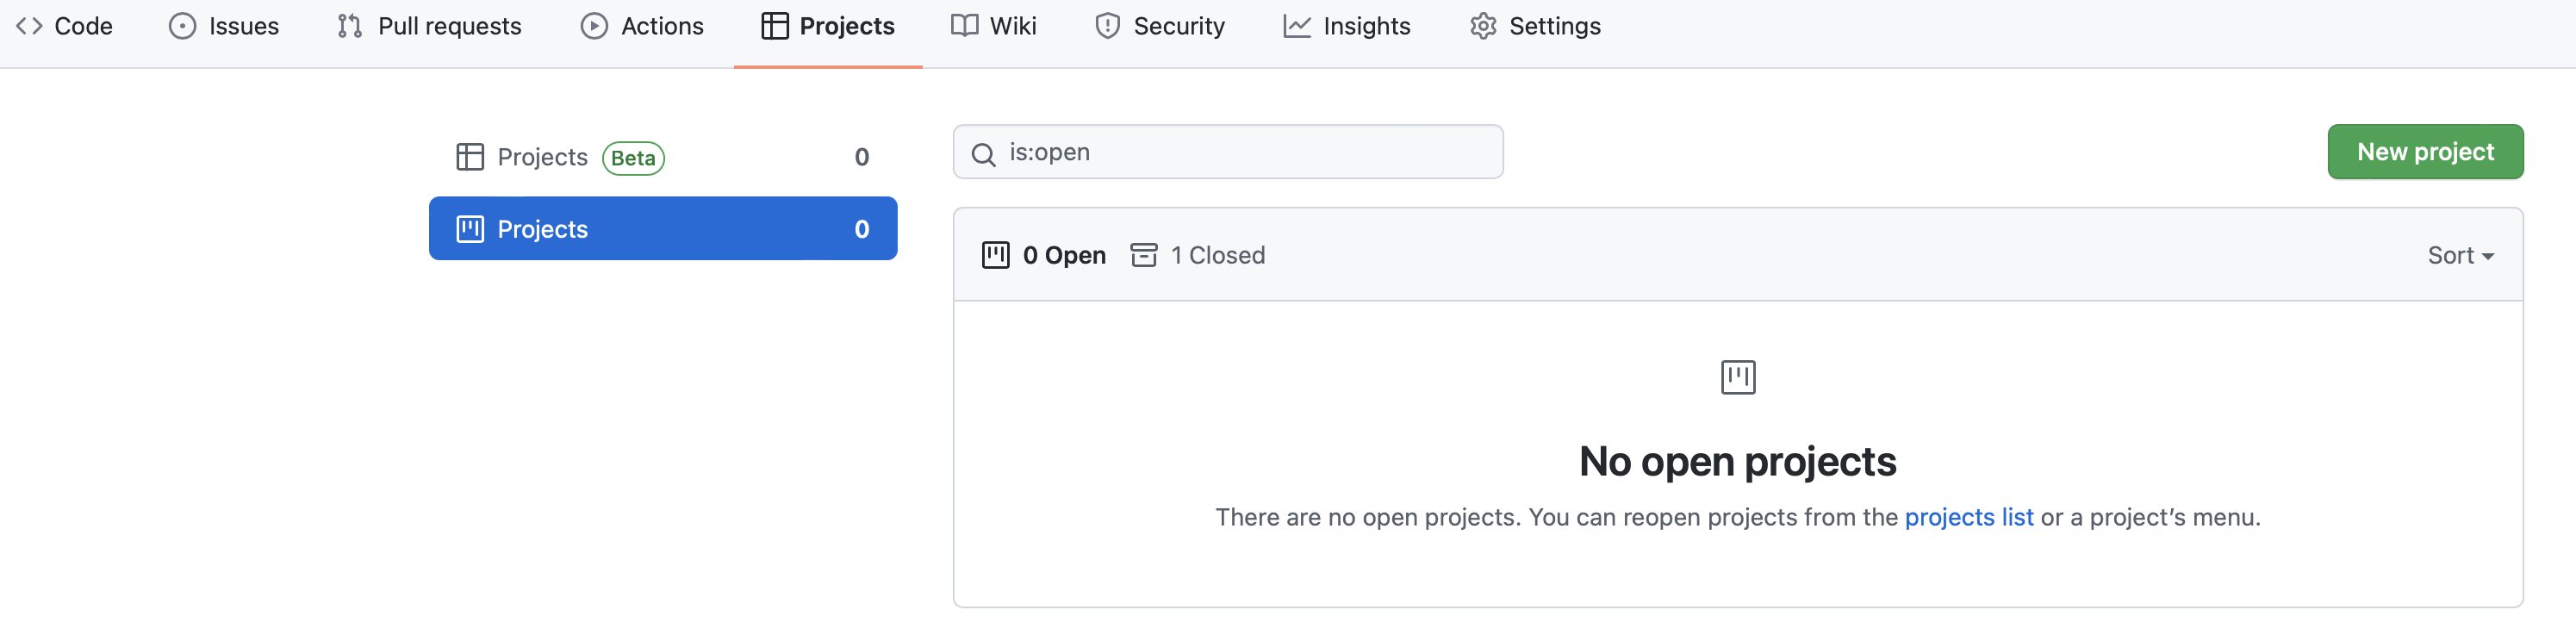 Code Issues Pull requests Actions Projects Wiki Security Insights Settings
Projects Beta 0
Projects 0
is:open
New project
0 Open 1 Closed Sort
No open projects
There are no open projects. You can reopen projects from the projects list or a project’s menu.